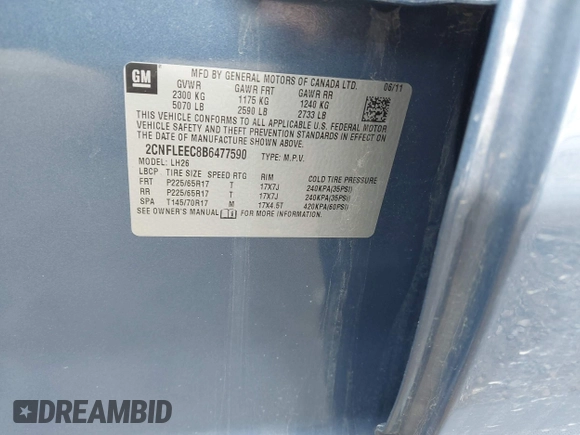 GM
MFD BY GENERAL MOTORS OF CANADA LTD. 06/11
GVWR GAWR FRT GAWR RR
2300 KG 1175 KG 1240 KG
5070 LB 2590 LB 2733 LB
THIS VEHICLE CONFORMS TO ALL APPLICABLE U.S. FEDERAL MOTOR
VEHICLE SAFETY AND THEFT PREVENTION STANDARDS IN EFFECT ON
THE DATE OF MANUFACTURE SHOWN ABOVE.
2CNFLEEC8B6477590 TYPE: M.P.V.
MODEL: LH26
LBCP TIRE SIZE SPEED RTG RIM COLD TIRE PRESSURE
FRT P225/65R17 T 17X7J 240KPA(35PSI)
RR P225/65R17 T 17X7J 240KPA(35PSI)
SPA T145/70R17 M 17X4.5T 420KPA(60PSI)
SEE OWNER'S MANUAL FOR MORE INFORMATION.
DREAMBID